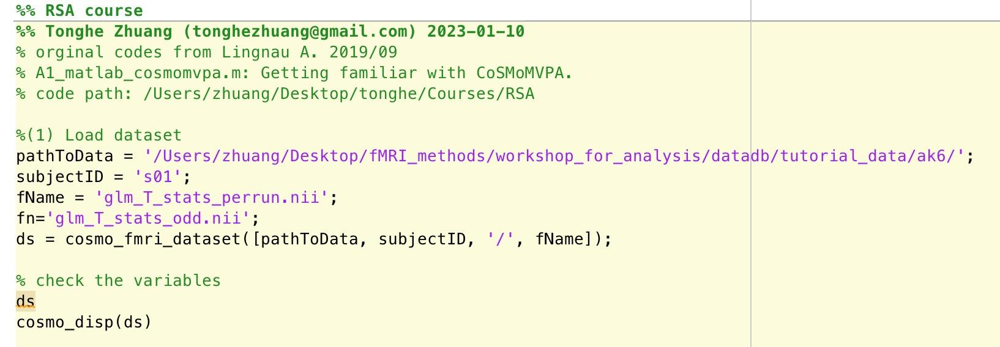 %% RSA course
%% Tonghe Zhuang (tonghezhuang@gmail.com) 2023-01-10
% orginal codes from Lingnau A. 2019/09
% A1_matlab_cosmomvpa.m: Getting familiar with CoSMoMVPA.
% code path: /Users/zhuang/Desktop/tonghe/Courses/RSA
%(1) Load dataset
pathToData = '/Users/zhuang/Desktop/fMRI_methods/workshop_for_analysis/datadb/tutorial_data/ak6/';
subjectID = 's01';
fName = 'glm_T_stats_perrun.nii';
fn='glm_T_stats_odd.nii';
ds = cosmo_fmri_dataset([pathToData, subjectID, '/', fName]);
% check the variables
ds
cosmo_disp(ds)